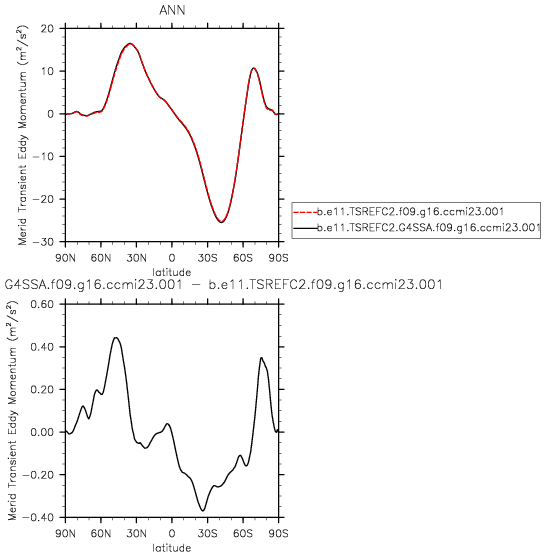 ANN
Merid Transient Eddy Momentum (m²/s²)
20
10
0
−10
−20
−30
90N 60N 30N 0 30S 60S 90S
latitude
b.e11.TSREFC2.f09.g16.ccmi23.001
b.e11.TSREFC2.G4SSA.f09.g16.ccmi23.001
G4SSA.f09.g16.ccmi23.001 − b.e11.TSREFC2.f09.g16.ccmi23.001
Merid Transient Eddy Momentum (m²/s²)
0.60
0.40
0.20
0.00
−0.20
−0.40
90N 60N 30N 0 30S 60S 90S
latitude